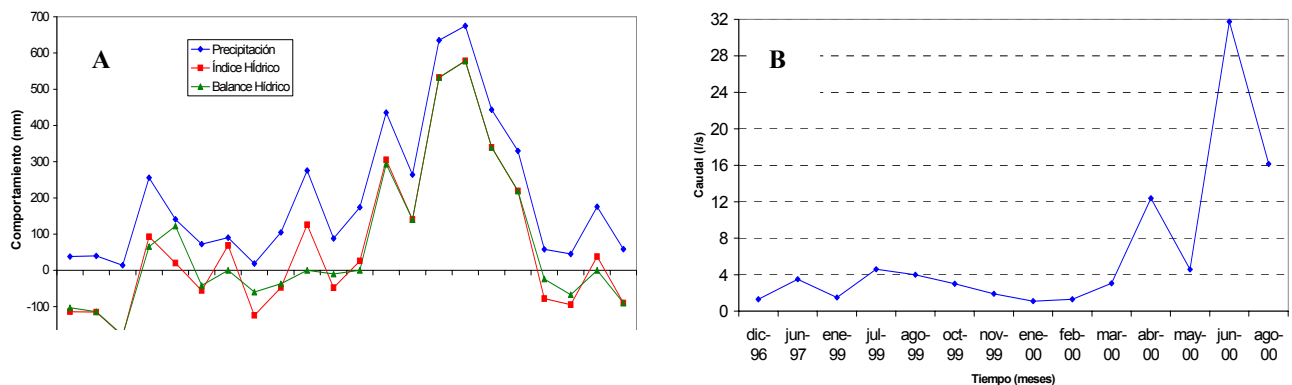 A
Precipitación
Índice Hídrico
Balance Hídrico
Comportamiento (mm)
700
600
500
400
300
200
100
0
-100
B
Caudal (l/s)
32
28
24
20
16
12
8
4
0
dic-96 jun-97 ene-99 jul-99 ago-99 oct-99 nov-99 ene-00 feb-00 mar-00 abr-00 may-00 jun-00 ago-00
Tiempo (meses)